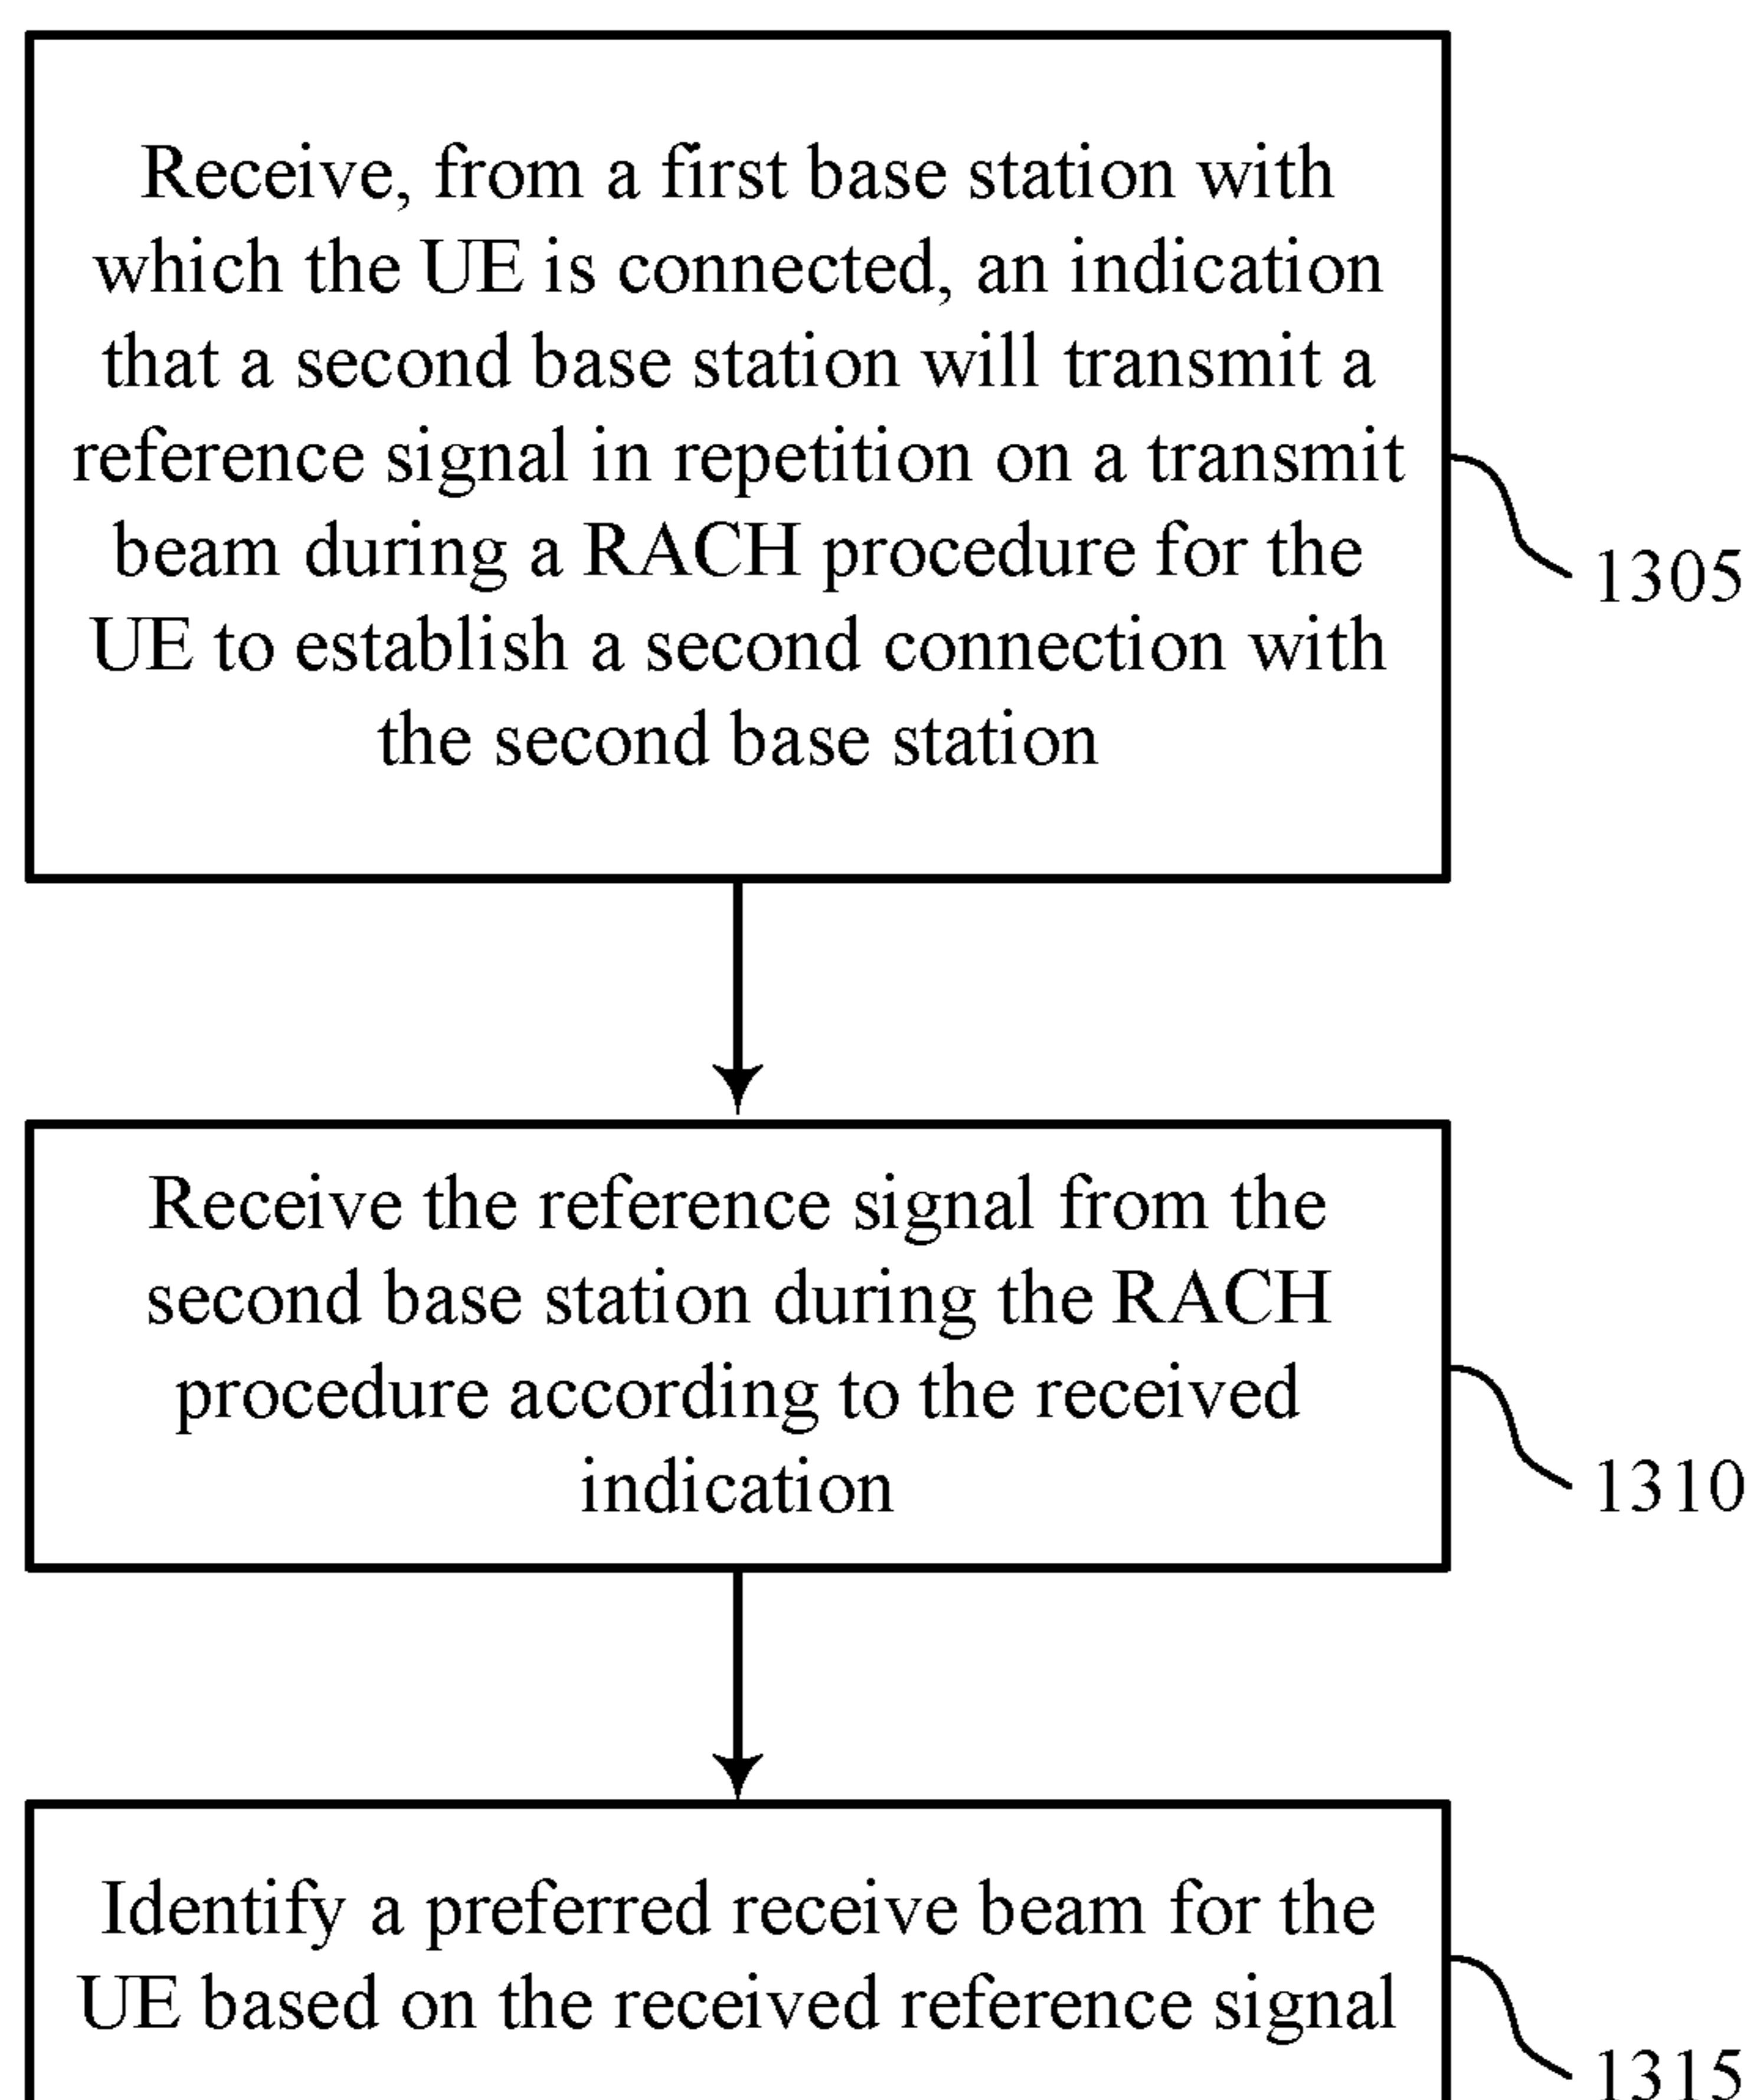 Receive, from a first base station with
which the UE is connected, an indication
that a second base station will transmit a
reference signal in repetition on a transmit
beam during a RACH procedure for the
UE to establish a second connection with
the second base station
1305
Receive the reference signal from the
second base station during the RACH
procedure according to the received
indication
1310
Identify a preferred receive beam for the
UE based on the received reference signal
1315